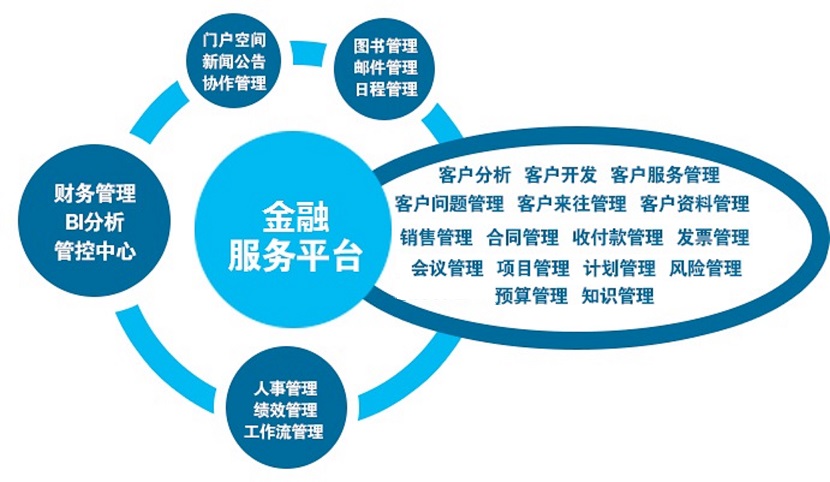 门户空间
新闻公告
协作管理
图书管理
邮件管理
日程管理
财务管理
BI分析
管控中心
金融
服务平台
客户分析 客户开发 客户服务管理
客户问题管理 客户来往管理 客户资料管理
销售管理 合同管理 收付款管理 发票管理
会议管理 项目管理 计划管理 风险管理
预算管理 知识管理
人事管理
绩效管理
工作流管理